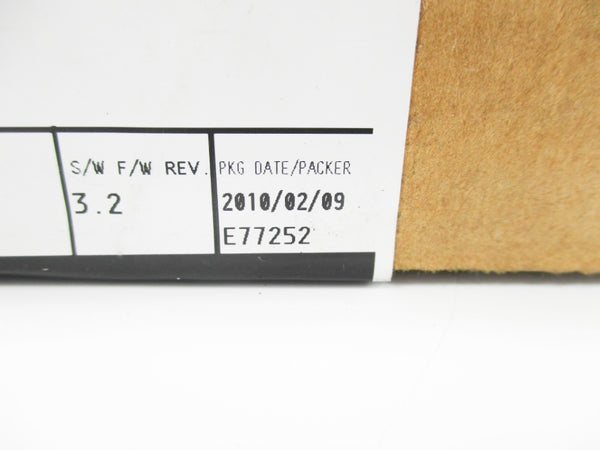 S/W F/W REV.
3.2
PKG DATE/PACKER
2010/02/09
E77252